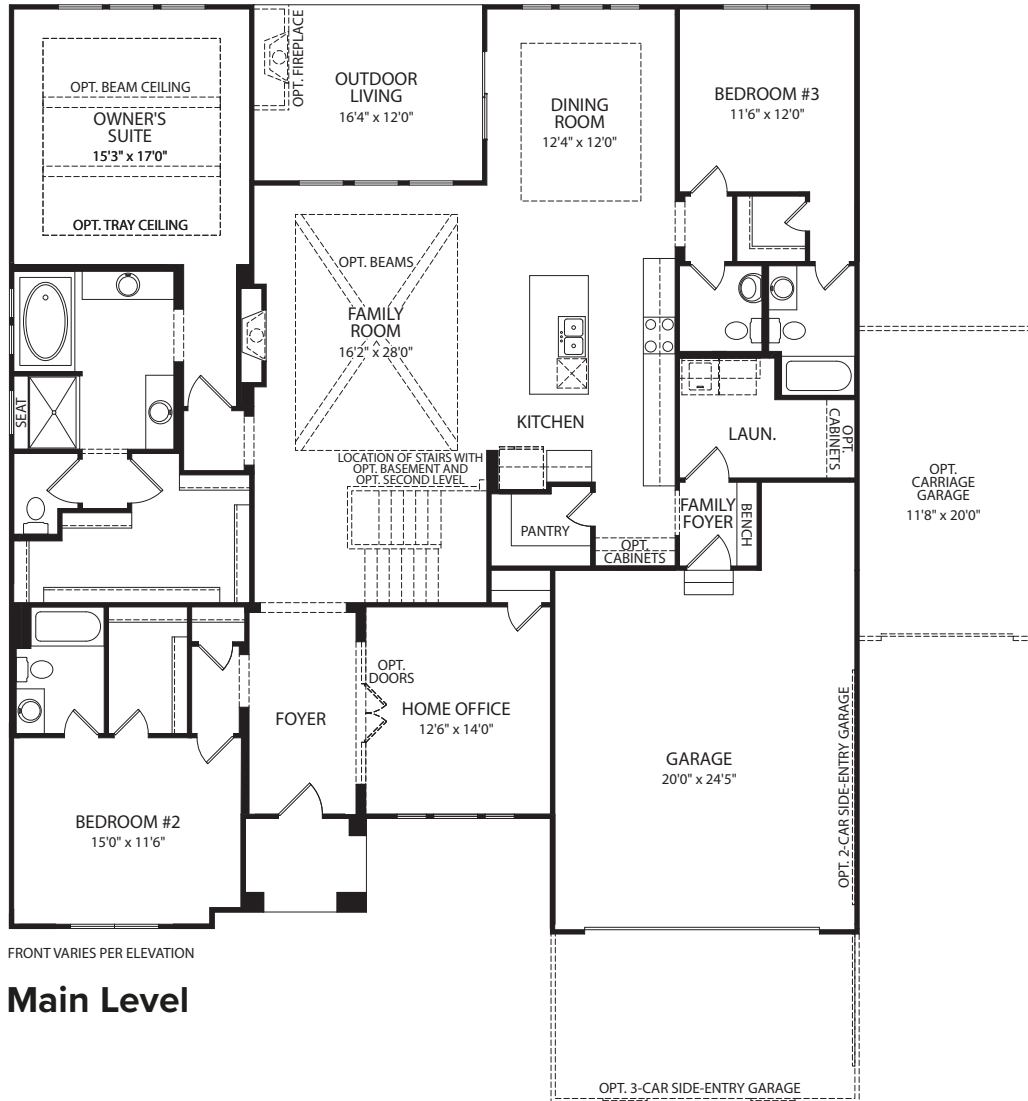 OPT. BEAM CEILING
OWNER'S
SUITE
15'3" x 17'0"
OPT. TRAY CEILING
OPT. FIREPLACE
OUTDOOR
LIVING
16'4" x 12'0"
DINING
ROOM
12'4" x 12'0"
BEDROOM #3
11'6" x 12'0"
OPT. BEAMS
FAMILY
ROOM
16'2" x 28'0"
KITCHEN
SEAT
LAUN.
OPT.
CABINETS
OPT.
CARRIAGE
GARAGE
11'8" x 20'0"
LOCATION OF STAIRS WITH
OPT. BASEMENT AND
OPT. SECOND LEVEL
PANTRY
FAMILY
FOYER
BENCH
OPT.
CABINETS
OPT.
DOORS
FOYER
HOME OFFICE
12'6" x 14'0"
GARAGE
20'0" x 24'5"
OPT. 2-CAR SIDE-ENTRY GARAGE
BEDROOM #2
15'0" x 11'6"
FRONT VARIES PER ELEVATION
Main Level
OPT. 3-CAR SIDE-ENTRY GARAGE